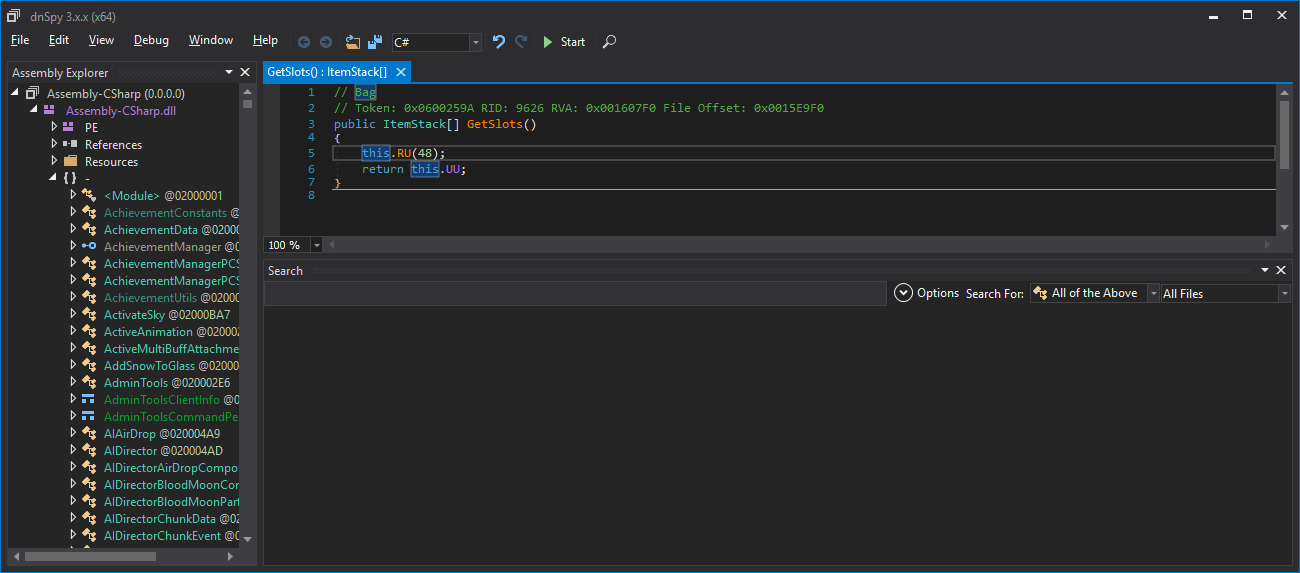 dnSpy 3.x.x (x64)
File Edit View Debug Window Help C# Start
Assembly Explorer
Assembly-CSharp (0.0.0.0)
Assembly-CSharp.dll
PE
References
Resources
{ } -
<Module> @02000001
AchievementConstants @
AchievementData @0200
AchievementManager @0
AchievementManagerPCS
AchievementManagerPCS
AchievementUtils @02000
ActivateSky @02000BA7
ActiveAnimation @020002
ActiveMultiBuffAttachme
AddSnowToGlass @02000
AdminTools @020002E6
AdminToolsClientInfo @0
AdminToolsCommandPe
AIAirDrop @020004A9
AIDirector @020004AD
AIDirectorAirDropCompo
AIDirectorBloodMoonCor
AIDirectorBloodMoonPart
AIDirectorChunkData @02
AIDirectorChunkEvent @0
GetSlots() : ItemStack[]
1 // Bag
2 // Token: 0x0600259A RID: 9626 RVA: 0x001607F0 File Offset: 0x0015E9F0
3 public ItemStack[] GetSlots()
4 {
5 this.RU(48);
6 return this.UU;
7 }
8
100 %
Search
Options Search For: All of the Above All Files